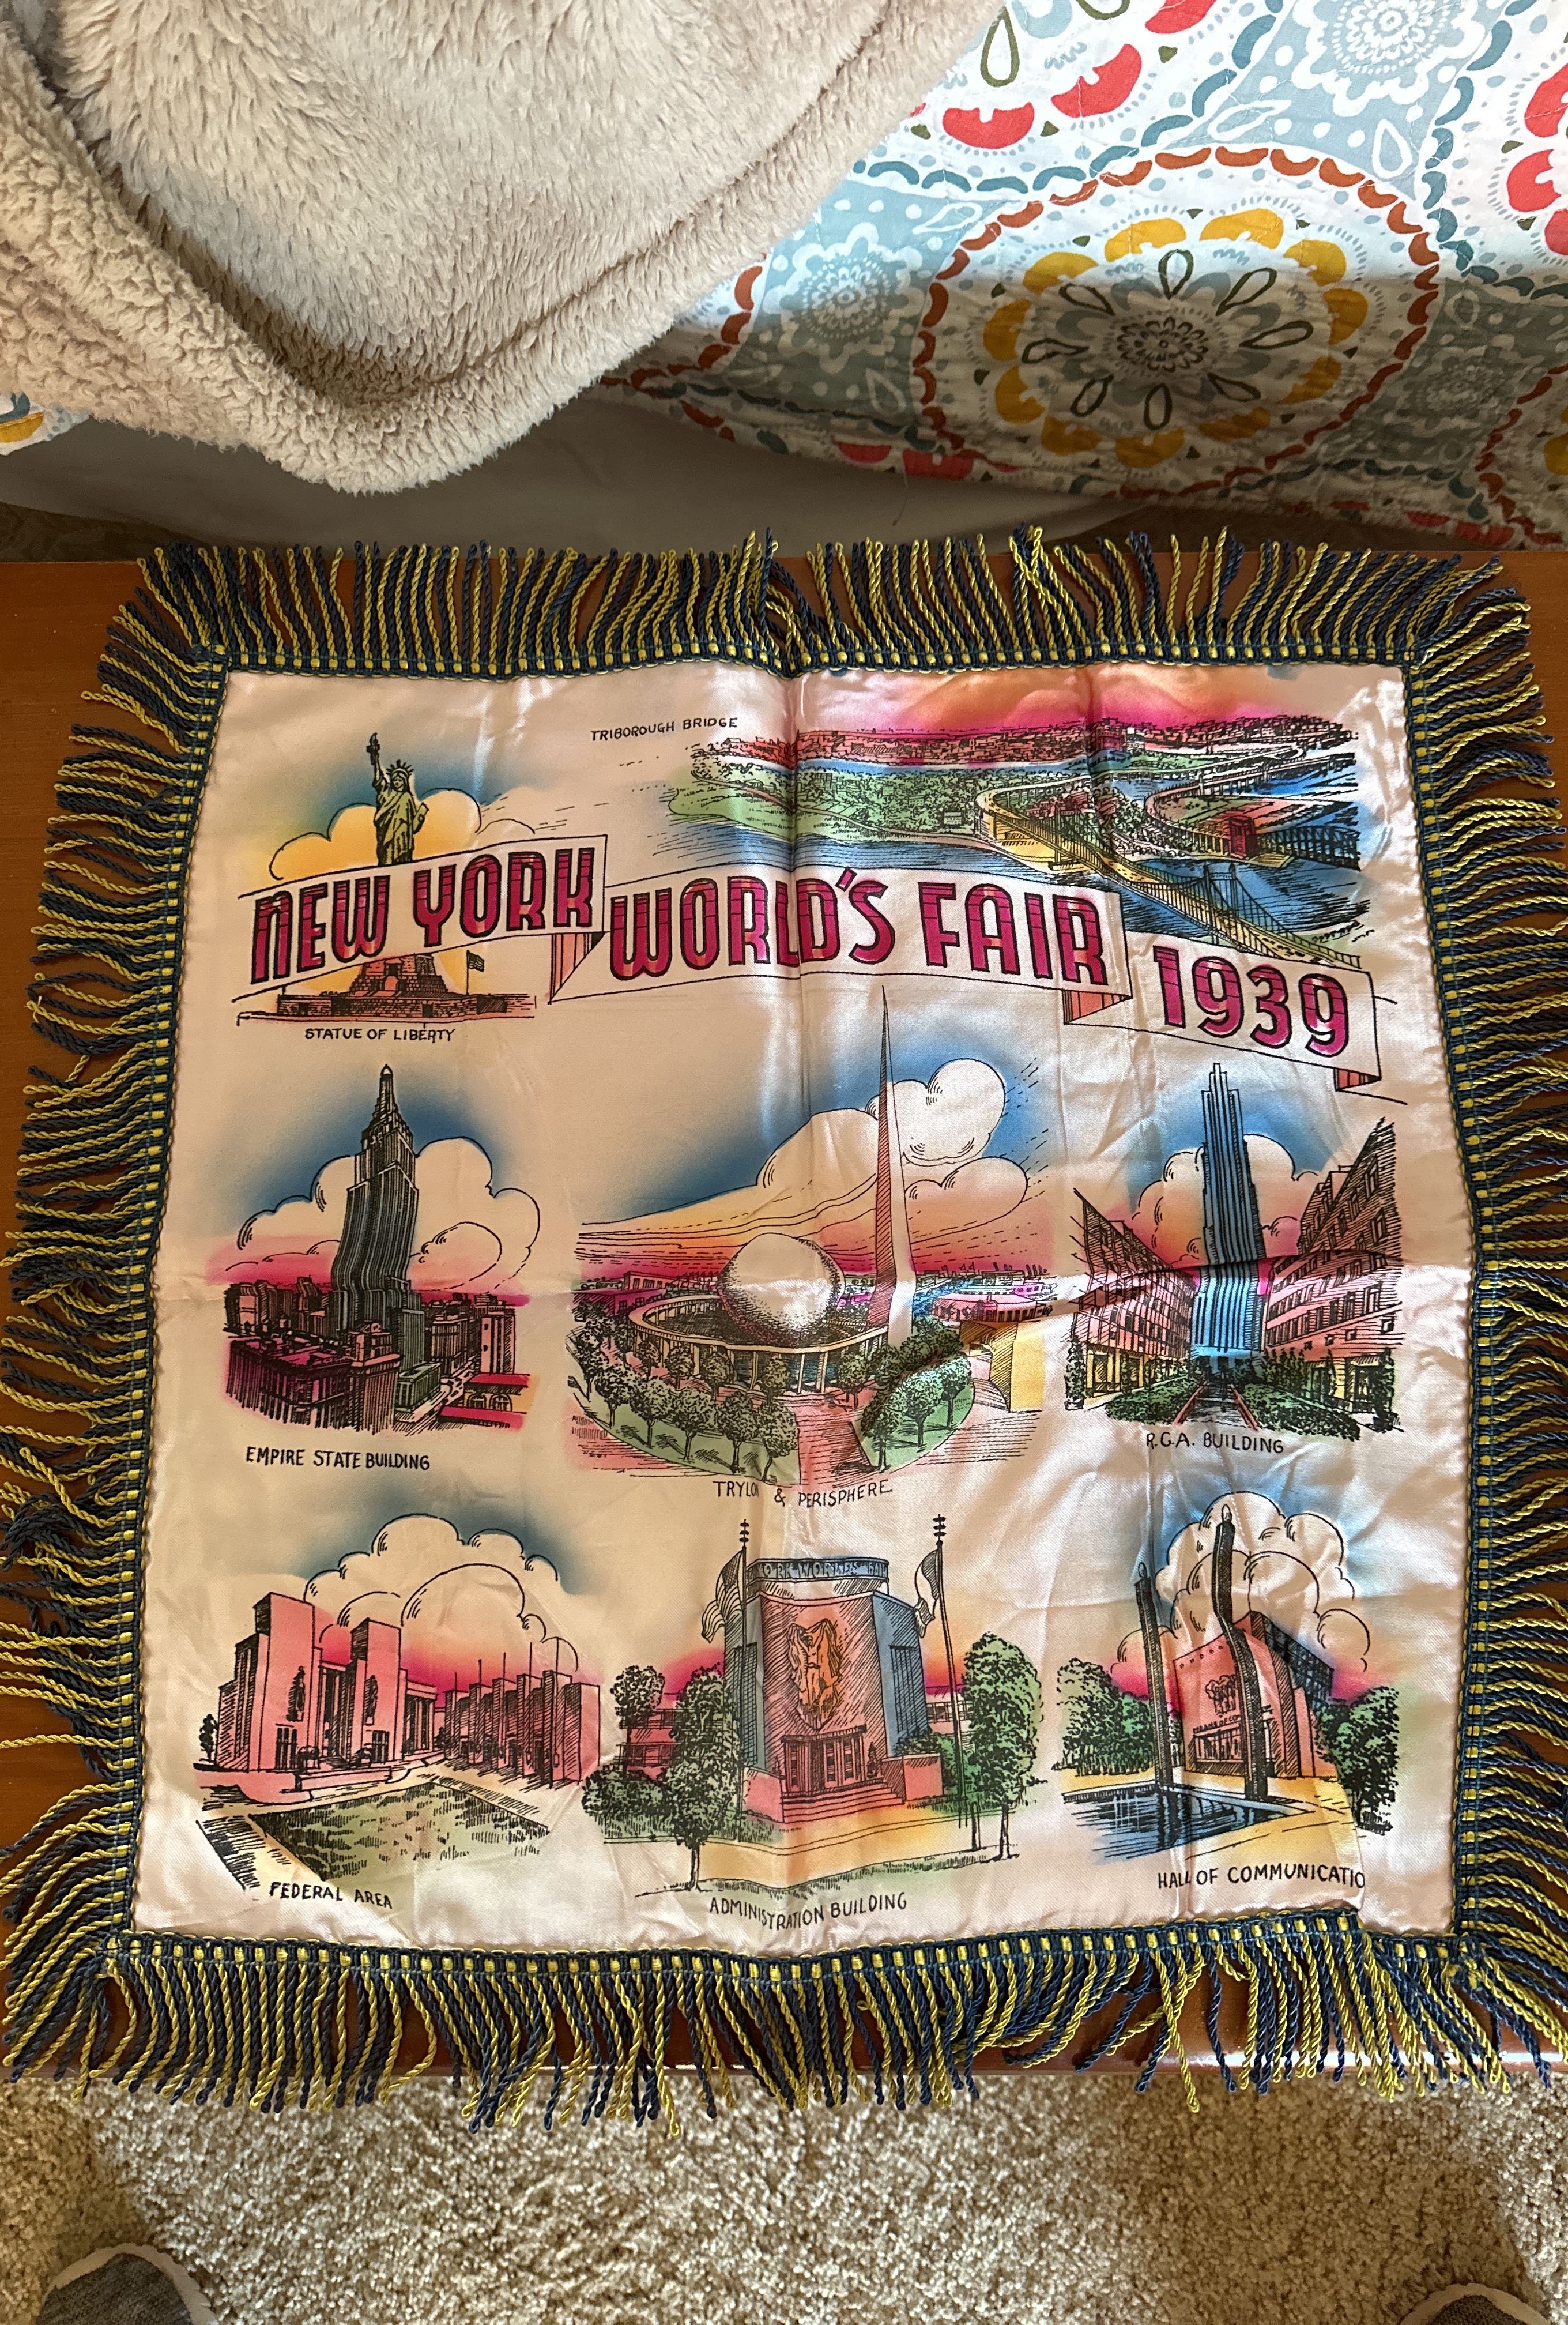 TRIBOROUGH BRIDGE
NEW YORK WORLD'S FAIR 1939
STATUE OF LIBERTY
EMPIRE STATE BUILDING
TRYLON & PERISPHERE
R.C.A. BUILDING
FEDERAL AREA
ADMINISTRATION BUILDING
HALL OF COMMUNICATIO